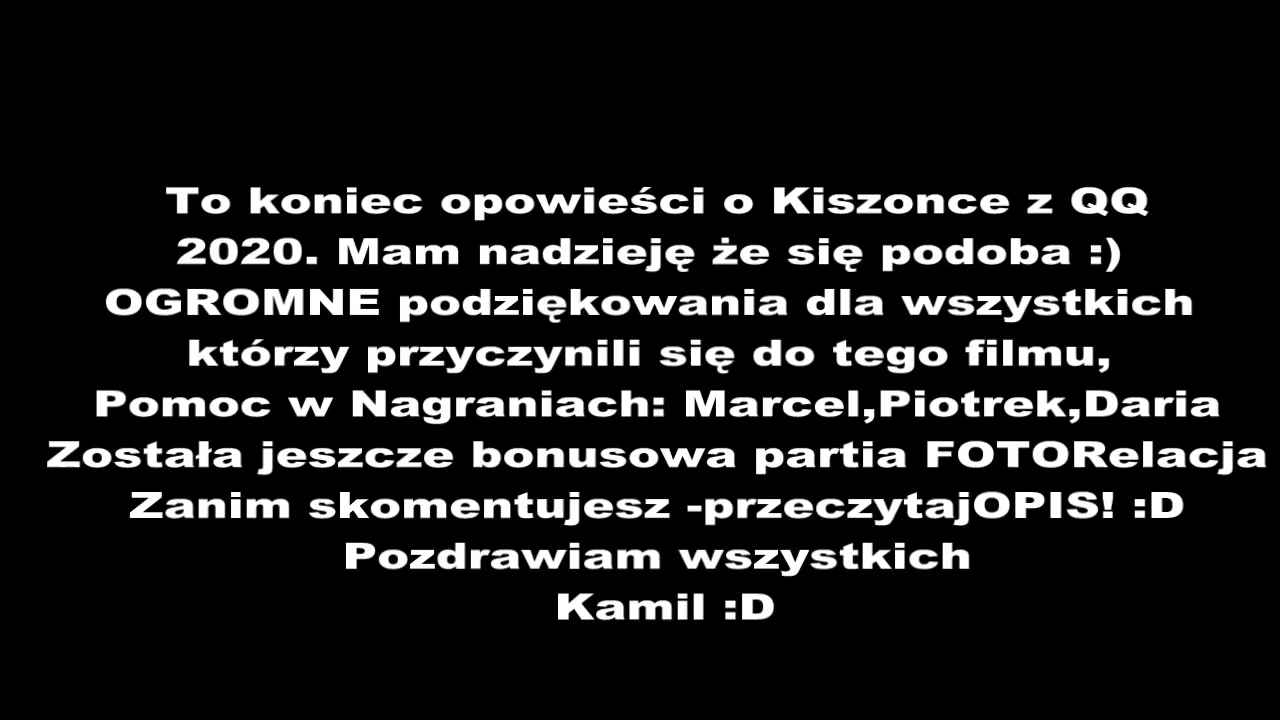 To koniec opowieści o Kiszonce z QQ
2020. Mam nadzieję że się podoba :)
OGROMNE podziękowania dla wszystkich
którzy przyczynili się do tego filmu,
Pomoc w Nagraniach: Marcel,Piotrek,Daria
Została jeszcze bonusowa partia FOTORelacja
Zanim skomentujesz -przeczytajOPIS! :D
Pozdrawiam wszystkich
Kamil :D